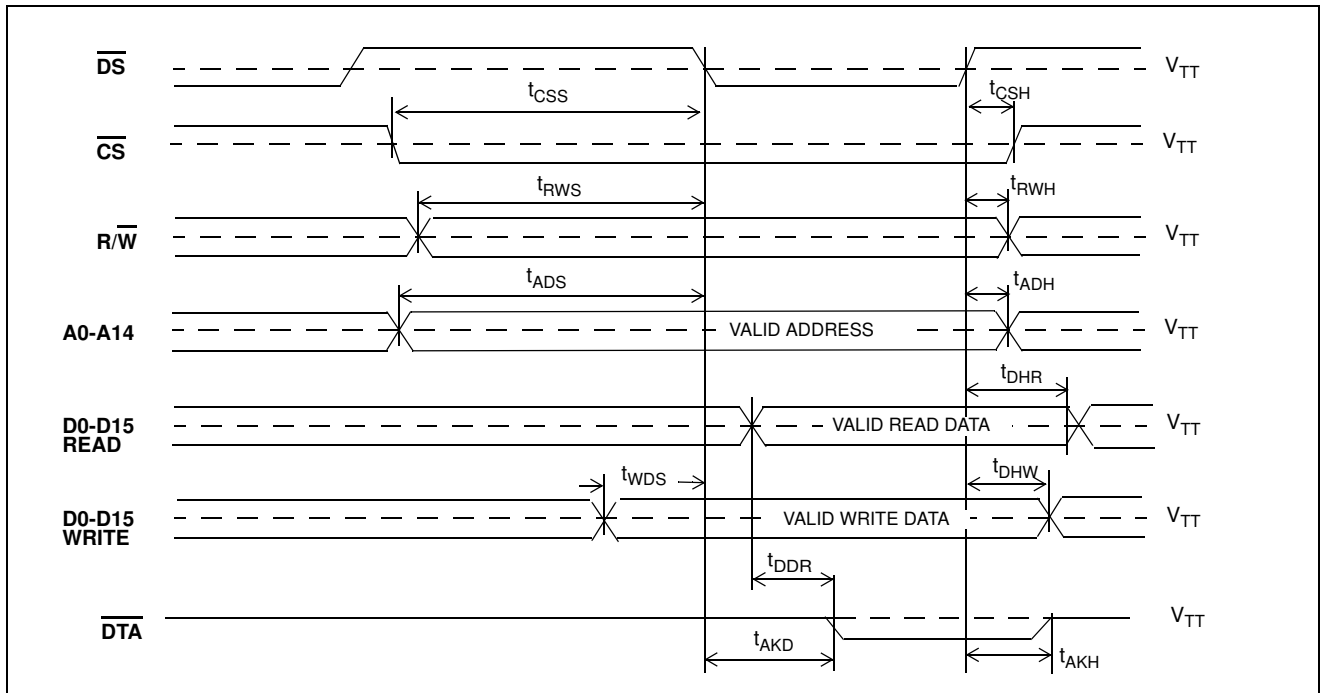 DS VTT
tCSS tCSH
CS VTT
tRWS tRWH
R/W VTT
tADS tADH
A0-A14 VALID ADDRESS VTT
tDHR
D0-D15
READ VALID READ DATA VTT
tWDS tDHW
D0-D15
WRITE VALID WRITE DATA VTT
tDDR
DTA VTT
tAKD tAKH